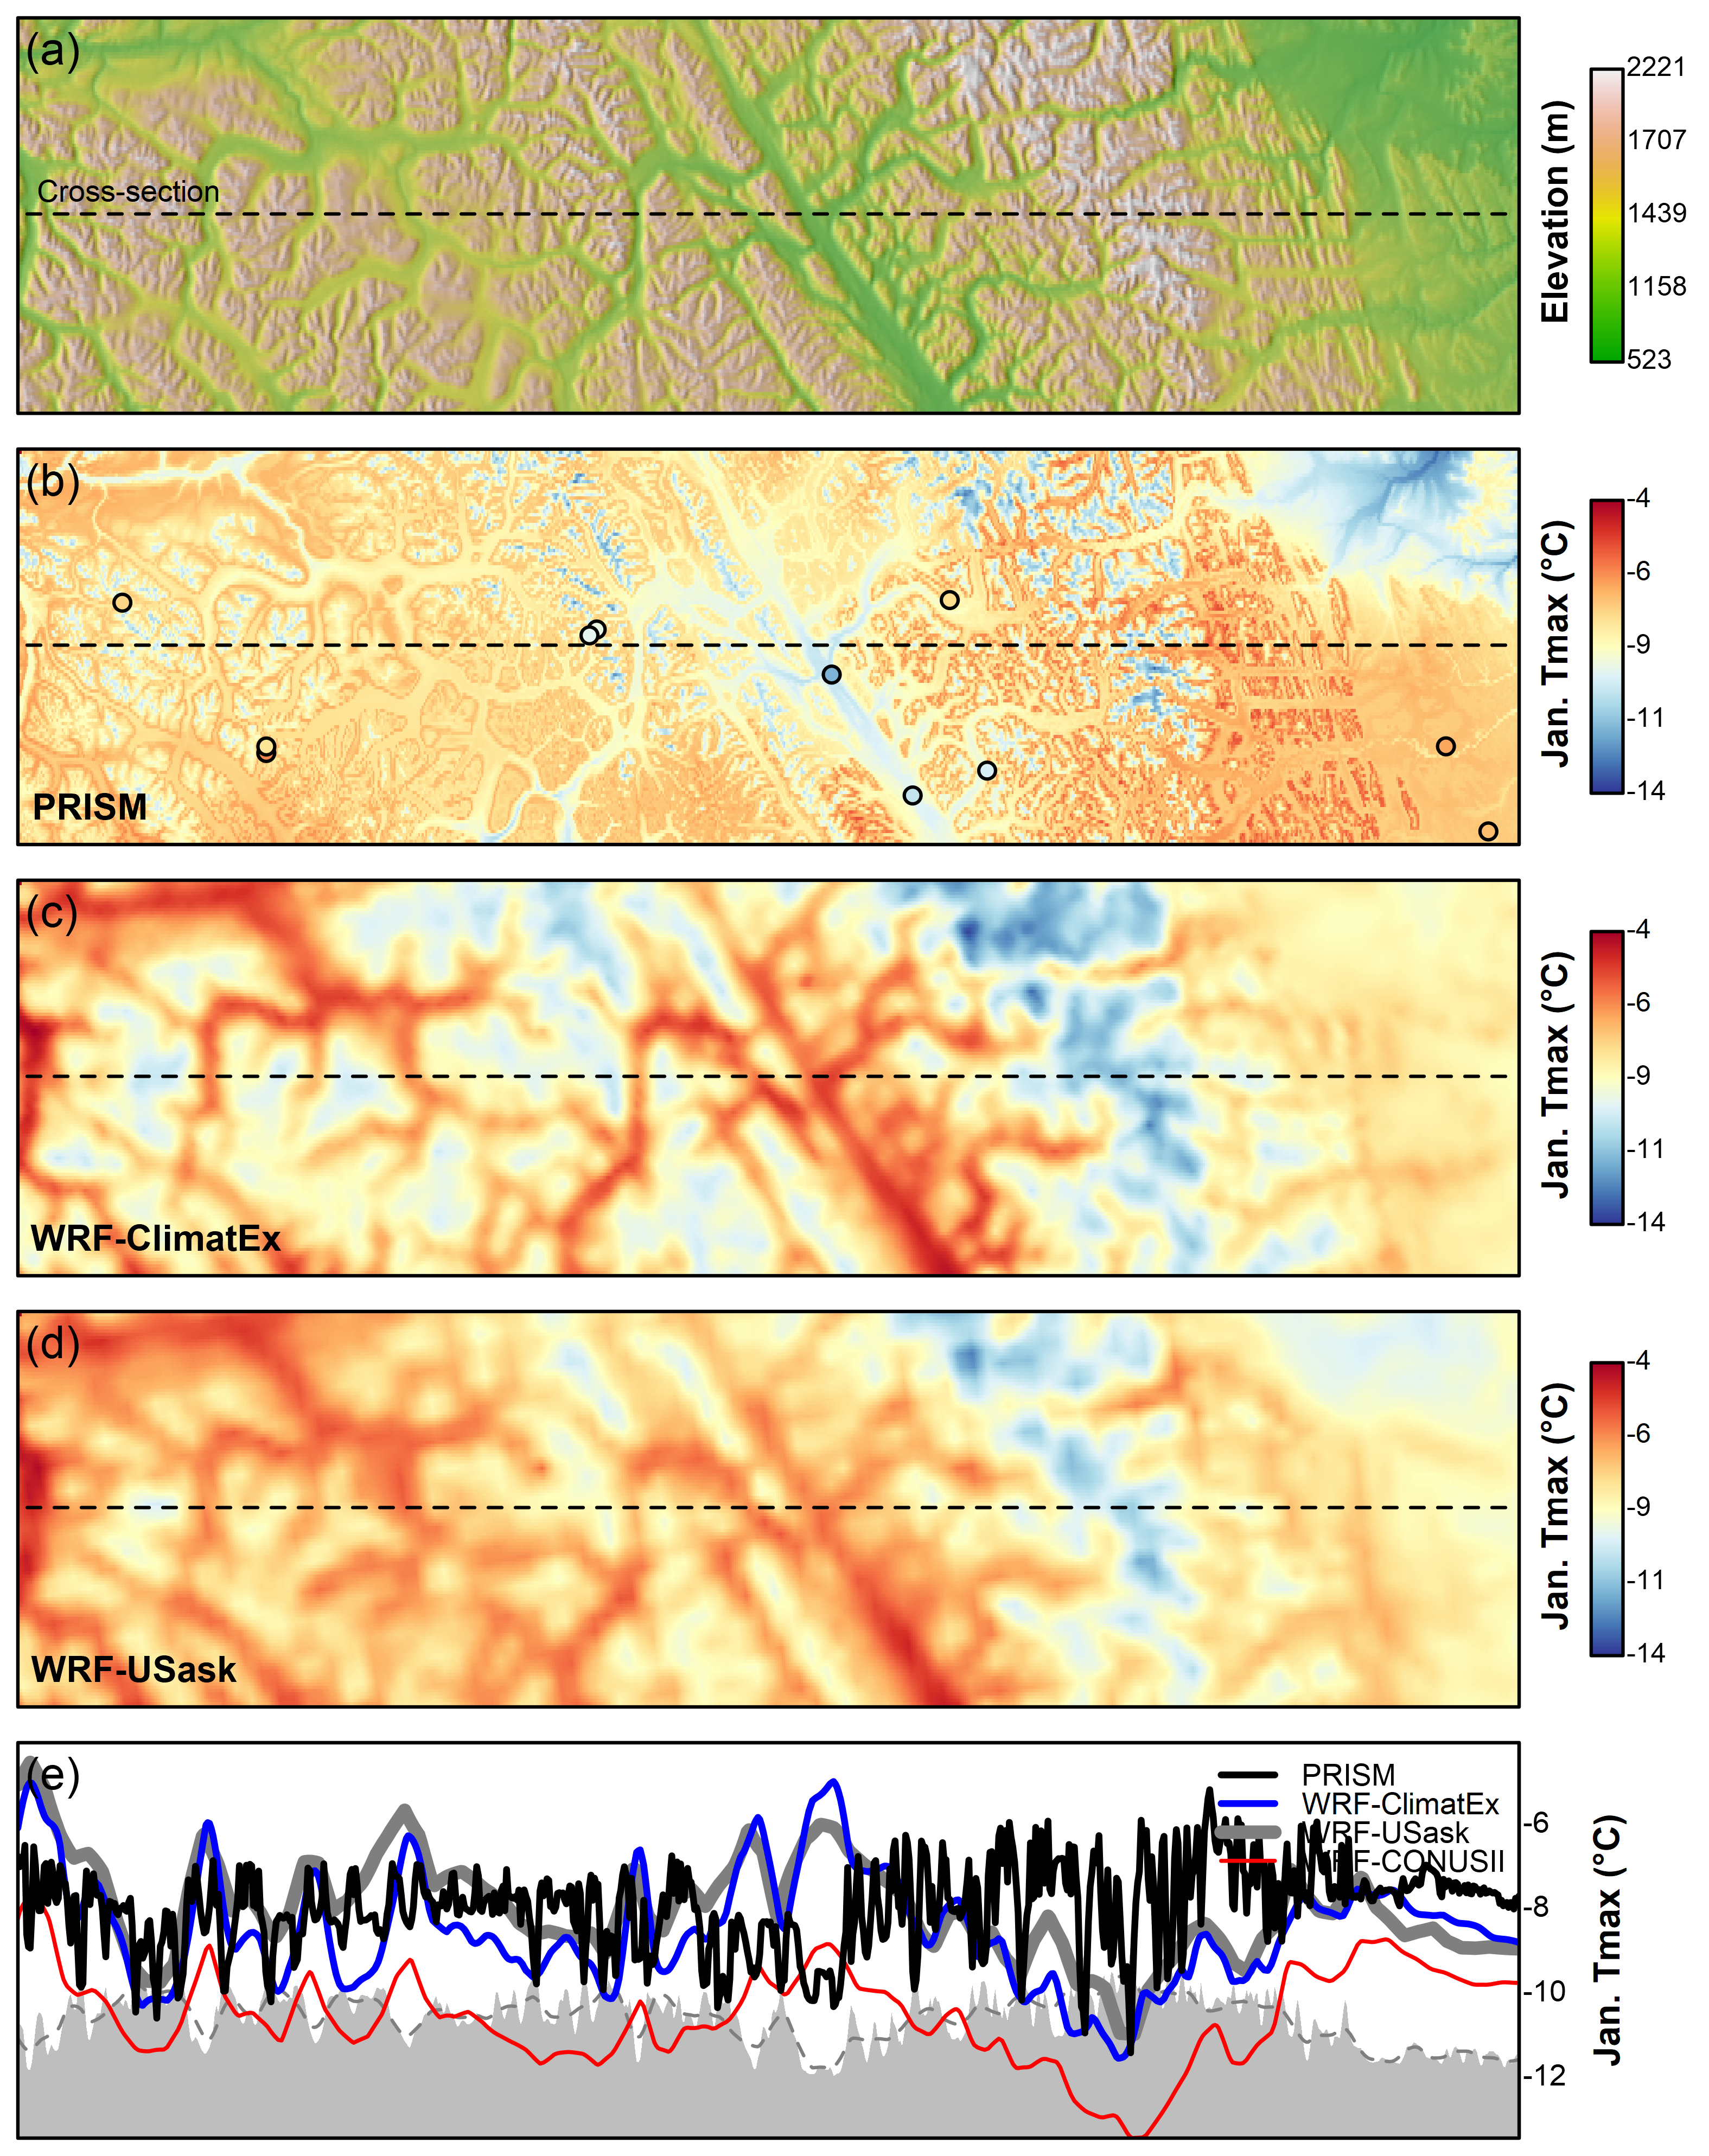 (a)
Cross-section
Elevation (m)
2221
1707
1439
1158
523
(b)
PRISM
Jan. Tmax (°C)
-4
-6
-9
-11
-14
(c)
WRF-ClimatEx
Jan. Tmax (°C)
-4
-6
-9
-11
-14
(d)
WRF-USask
Jan. Tmax (°C)
-4
-6
-9
-11
-14
(e)
PRISM
WRF-ClimatEx
WRF-USask
WRF-CONUSII
-6
-8
-10
-12
Jan. Tmax (°C)